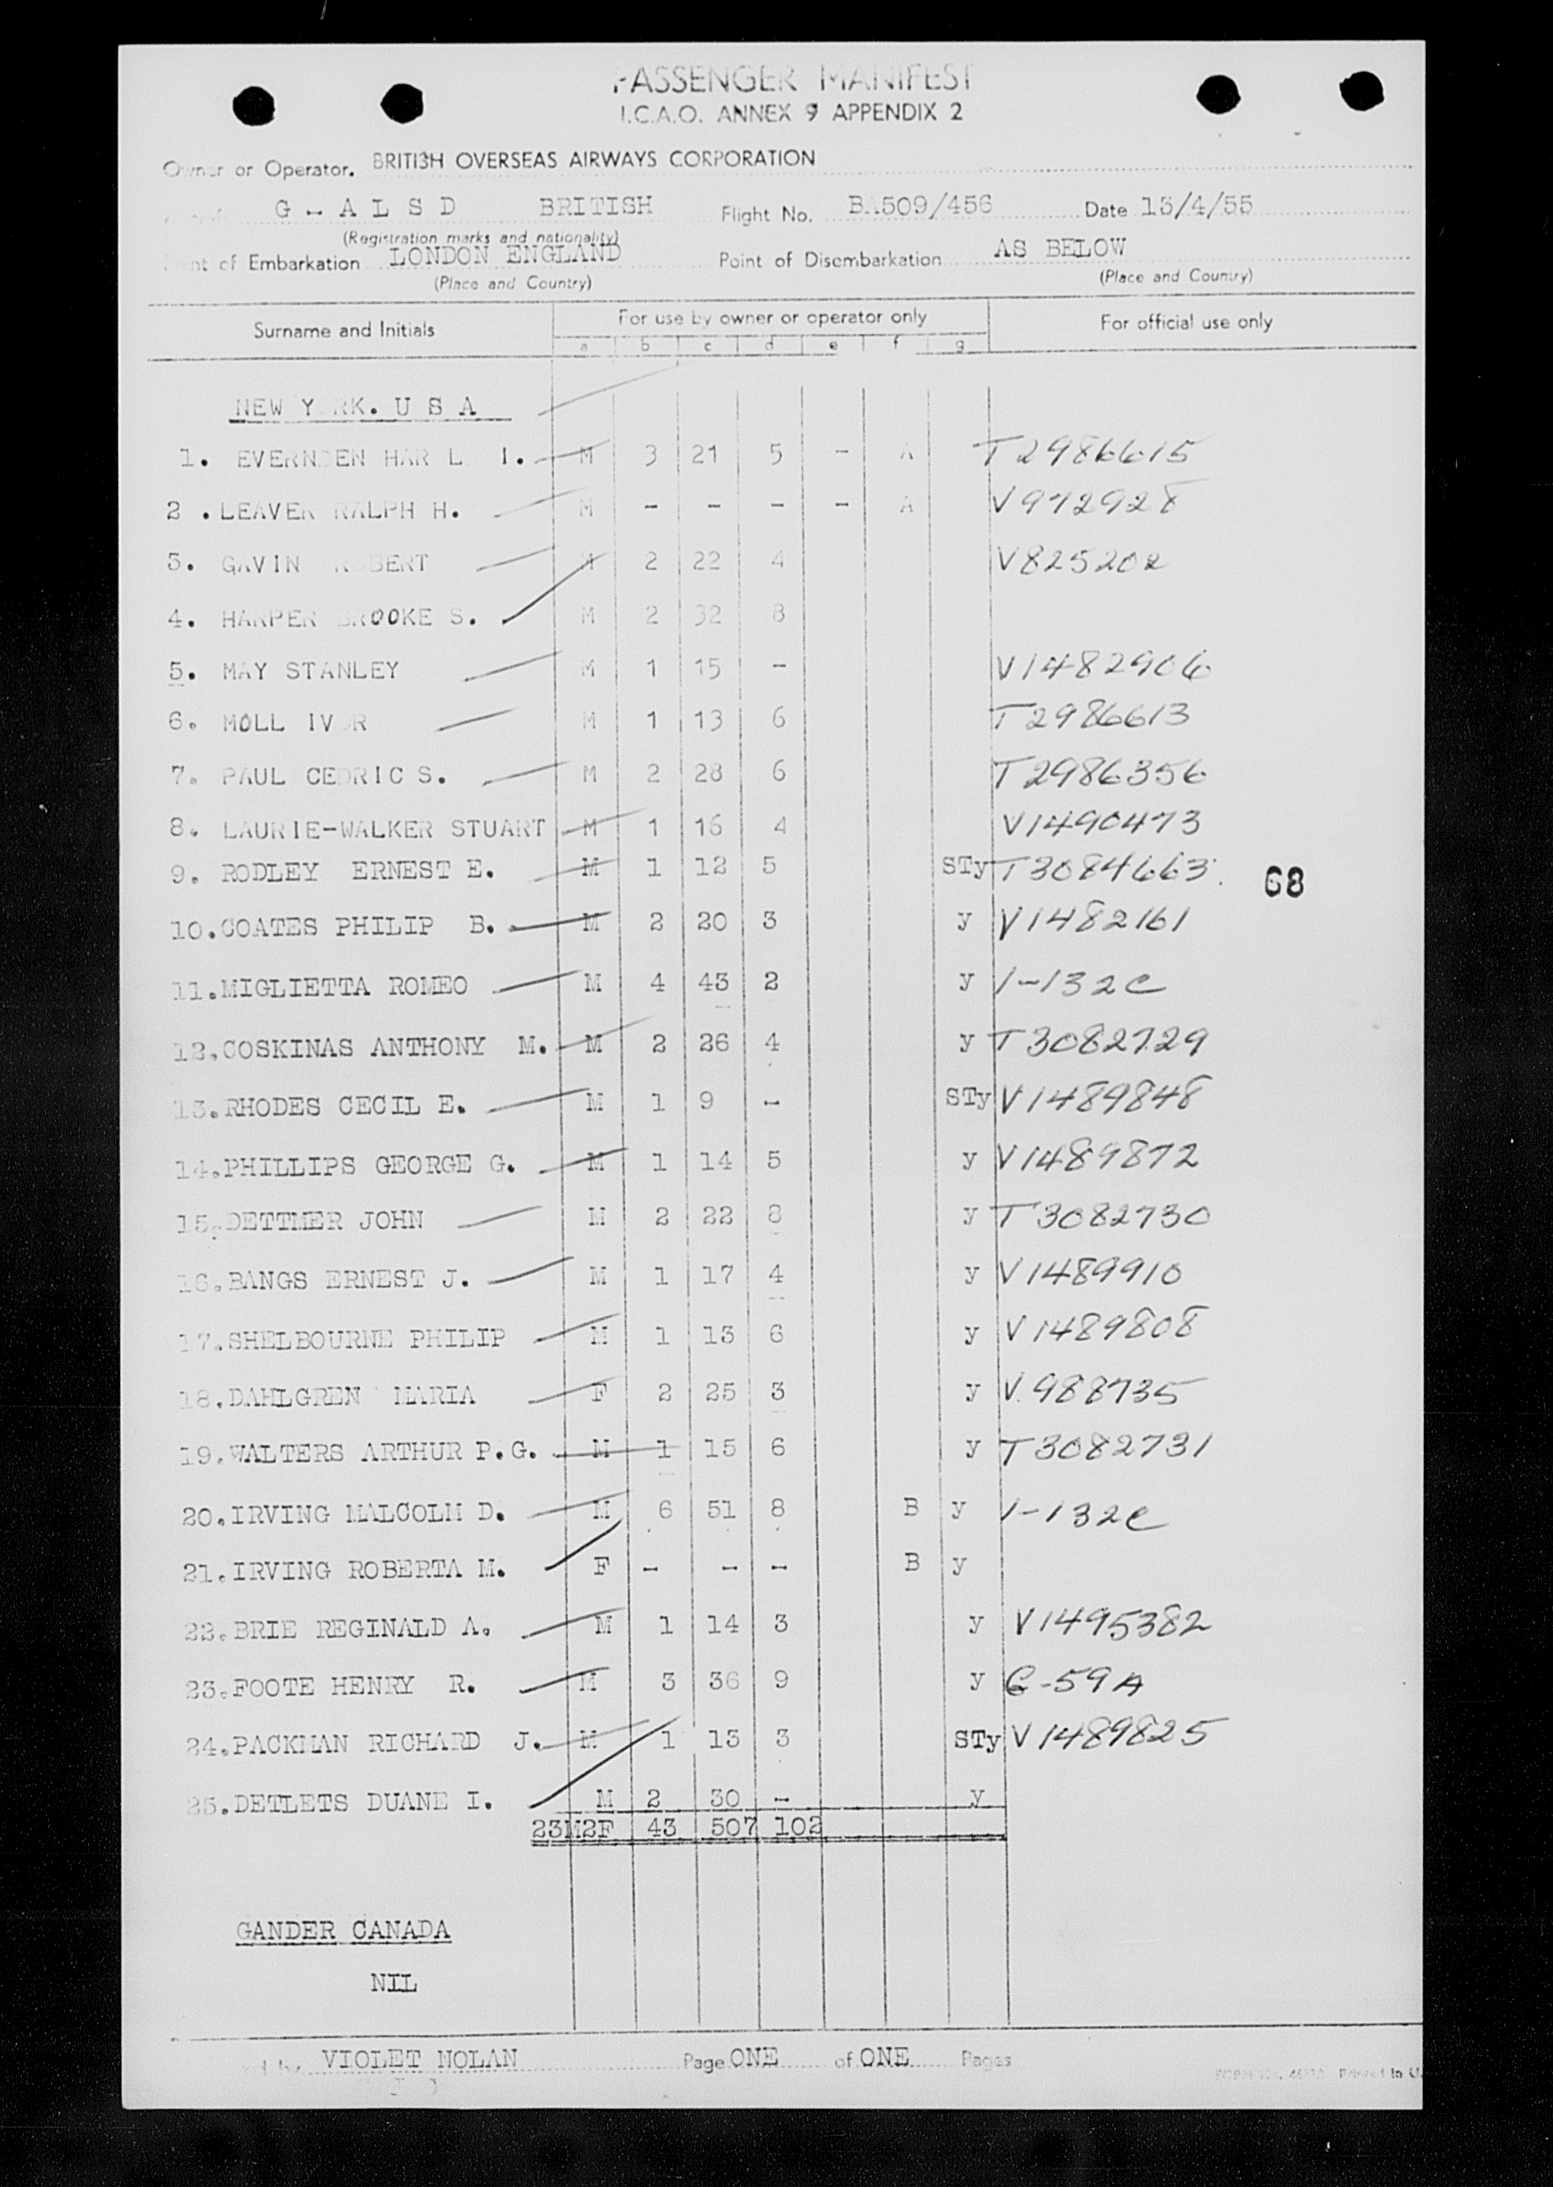 PASSENGER MANIFEST
I.C.A.O. ANNEX 9 APPENDIX 2
Owner or Operator. BRITISH OVERSEAS AIRWAYS CORPORATION
G - A L S D BRITISH Flight No. BA509/456 Date 13/4/55
(Registration marks and nationality)
Point of Embarkation LONDON ENGLAND Point of Disembarkation AS BELOW
(Place and Country) (Place and Country)
Surname and Initials For use by owner or operator only For official use only
a b c d e f g
NEW YORK. U S A
1. EVERNDEN I. M 3 21 5 - A T2986615
2 . LEAVER RALPH H. M - - - - A V972928
3. GAVIN ROBERT M 2 22 4 V825202
4. HARPER BROOKE S. M 2 32 8
5. MAY STANLEY M 1 15 - V1482906
6. MOLL IVOR M 1 13 6 T2986613
7. PAUL CEDRIC S. M 2 28 6 T2986356
8. LAURIE-WALKER STUART M 1 16 4 V1490473
9. RODLEY ERNEST E. M 1 12 5 STy T3084663
68
10. COATES PHILIP B. M 2 20 3 y V1482161
11. MIGLIETTA ROMEO M 4 43 2 y 1-132C
12. COSKINAS ANTHONY M. M 2 26 4 y T3082729
13. RHODES CECIL E. M 1 9 - STy V1489848
14. PHILLIPS GEORGE G. M 1 14 5 y V1489872
15. DETTMER JOHN M 2 22 8 y T3082730
16. BANGS ERNEST J. M 1 17 4 y V1489910
17. SHELBOURNE PHILIP M 1 13 6 y V1489808
18. DAHLGREN MARIA F 2 25 3 y V988735
19. WALTERS ARTHUR P.G. M 1 15 6 y T3082731
20. IRVING MALCOLM D. M 6 51 8 B y 1-132C
21. IRVING ROBERTA M. F - - - B y
22. BRIE REGINALD A. M 1 14 3 y V1495382
23. FOOTE HENRY R. M 3 36 9 y C-59A
24. PACKMAN RICHARD J. M 1 13 3 STy V1489825
25. DETLETS DUANE I. M 2 30 - y
23M2F 43 507 102
GANDER CANADA
NIL
VIOLET NOLAN Page ONE of ONE Pages
Printed in